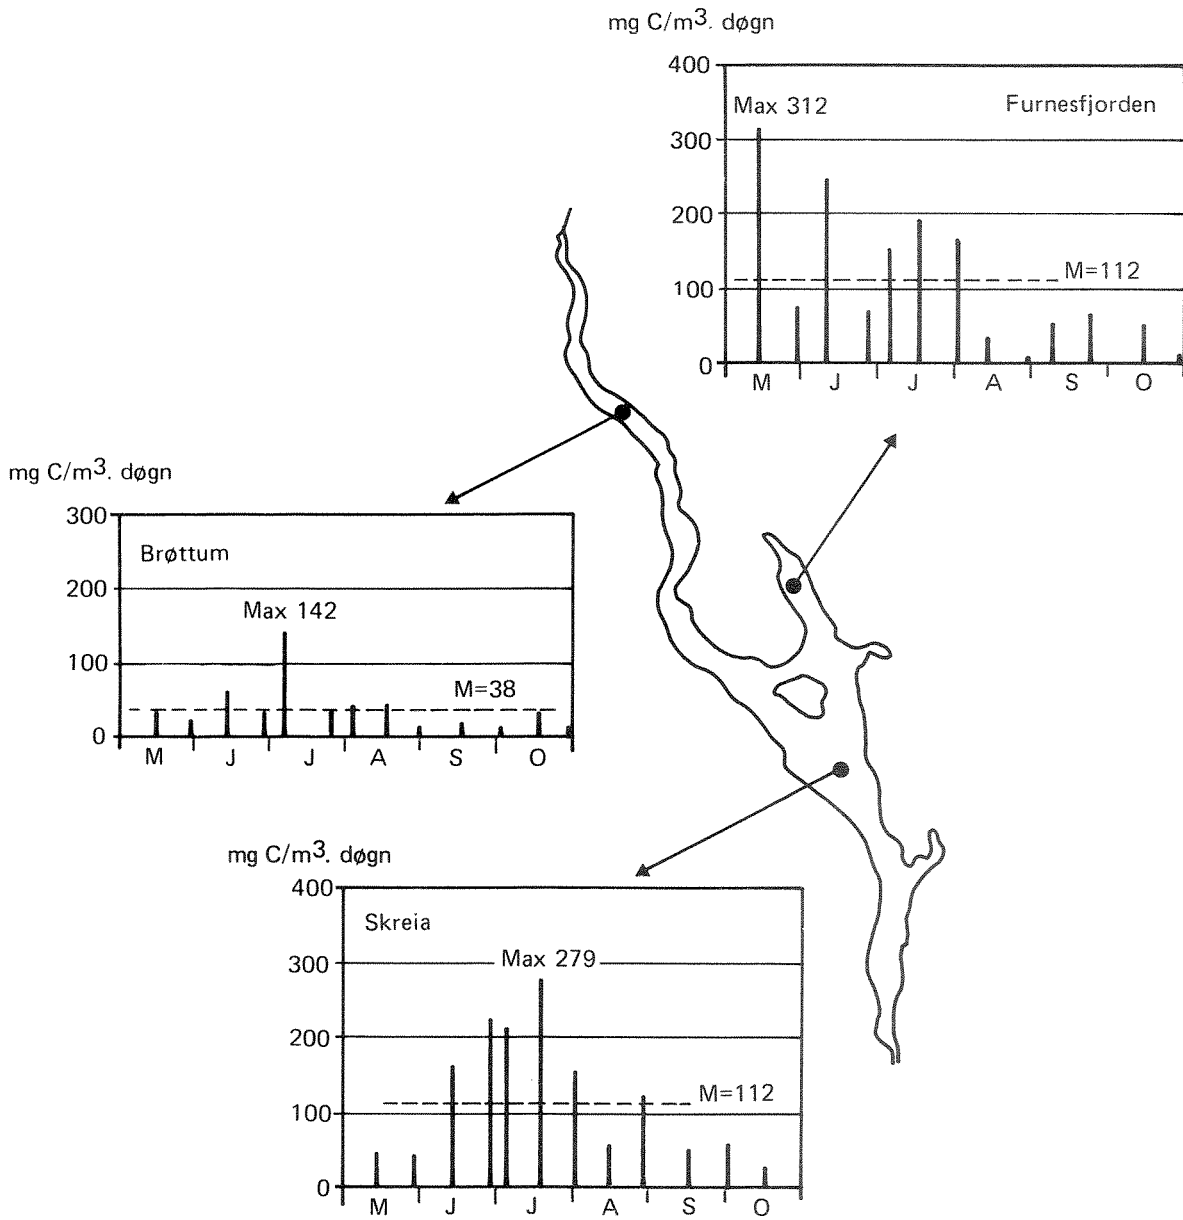 mg C/m³. døgn
400
Max 312
Furnesfjorden
300
200
M=112
100
0
M J J A S O
mg C/m³. døgn
300
Brøttum
200
Max 142
100
M=38
0
M J J A S O
mg C/m³. døgn
400
Skreia
300
Max 279
200
M=112
100
0
M J J A S O